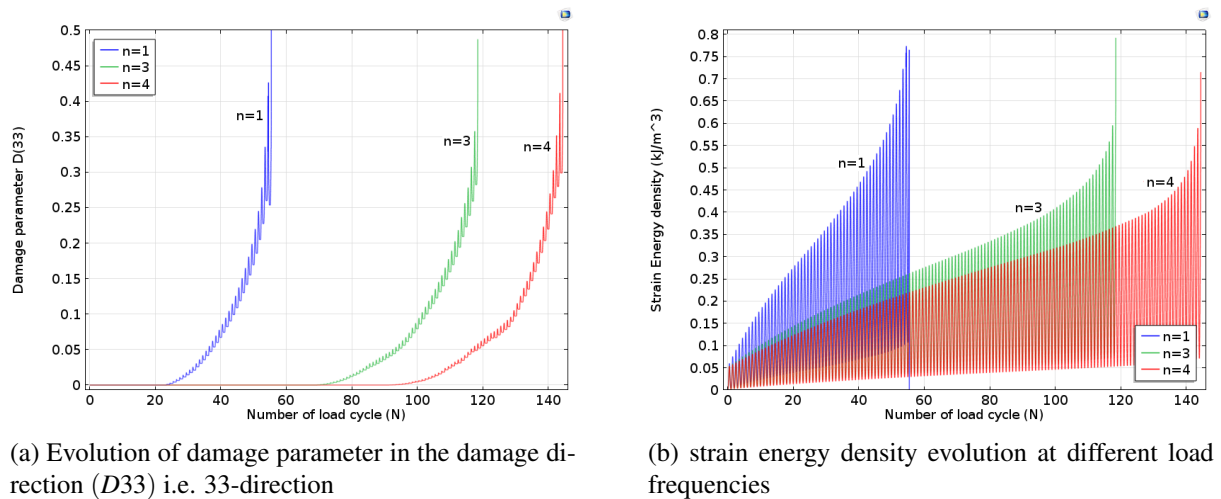 0.5
0.45
0.4
0.35
0.3
0.25
0.2
0.15
0.1
0.05
0
Damage parameter D(33)
n=1
n=3
n=4
n=1
n=3
n=4
0 20 40 60 80 100 120 140
Number of load cycle (N)
(a) Evolution of damage parameter in the damage di-
rection (D33) i.e. 33-direction
0.8
0.75
0.7
0.65
0.6
0.55
0.5
0.45
0.4
0.35
0.3
0.25
0.2
0.15
0.1
0.05
0
Strain Energy density (kJ/m^3)
n=1
n=3
n=4
n=1
n=3
n=4
0 20 40 60 80 100 120 140
Number of load cycle (N)
(b) strain energy density evolution at different load
frequencies